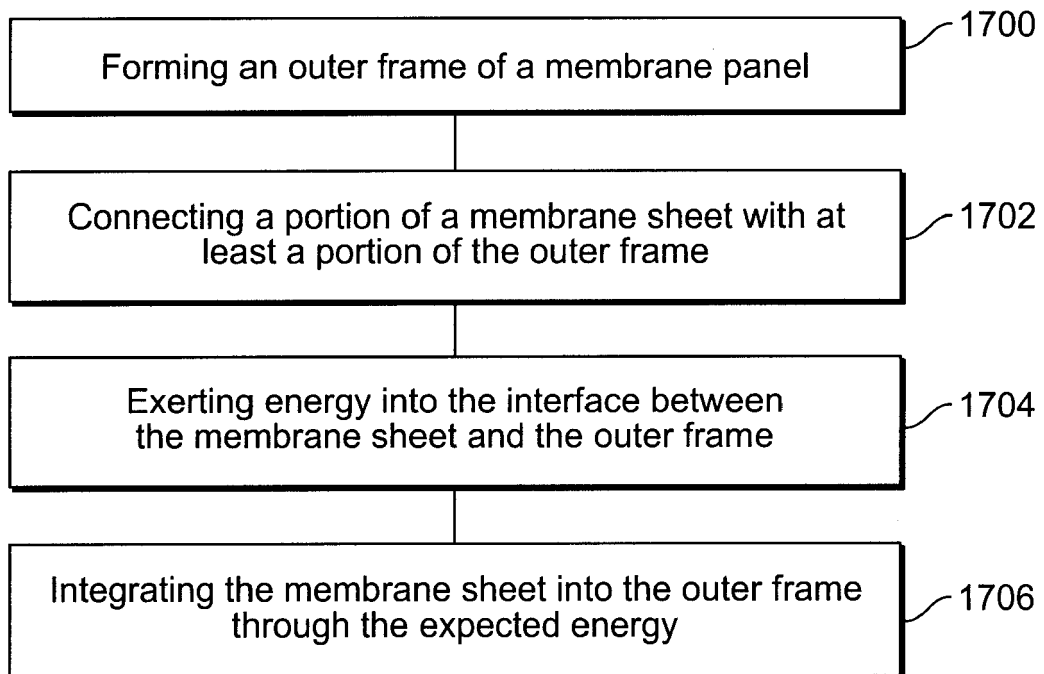 1700
Forming an outer frame of a membrane panel
Connecting a portion of a membrane sheet with at
least a portion of the outer frame
1702
Exerting energy into the interface between
the membrane sheet and the outer frame
1704
Integrating the membrane sheet into the outer frame
through the expected energy
1706